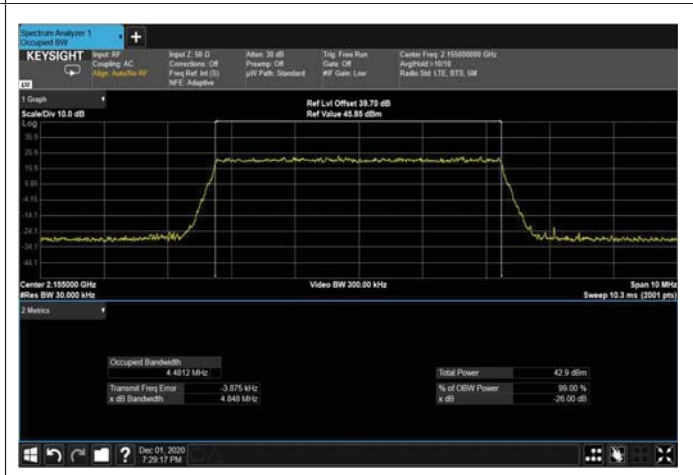 Spectrum Analyzer 1
Occupied BW
KEYSIGHT
Input: RF
Coupling: AC
Align: Auto/No RF
Input Z: 50 Ω
Corrections: Off
Freq Ref: Int (S)
NFE: Adaptive
Atten: 30 dB
Preamp: Off
µW Path: Standard
Trig: Free Run
Gate: Off
#IF Gain: Low
Center Freq: 2.155000000 GHz
Avg|Hold:>10/10
Radio Std: LTE, BTS, 5M
1 Graph
Scale/Div 10.0 dB
Ref Lvl Offset 39.70 dB
Ref Value 45.85 dBm
Log
35.9
25.9
15.9
5.85
-4.15
-14.1
-24.1
-34.1
-44.1
Center 2.155000 GHz
#Res BW 30.000 kHz
Video BW 300.00 kHz
Span 10 MHz
Sweep 10.3 ms (2001 pts)
2 Metrics
Occupied Bandwidth
4.4812 MHz
Transmit Freq Error -3.875 kHz
x dB Bandwidth 4.848 MHz
Total Power 42.9 dBm
% of OBW Power 99.00 %
x dB -26.00 dB
Dec 01, 2020
7:29:17 PM